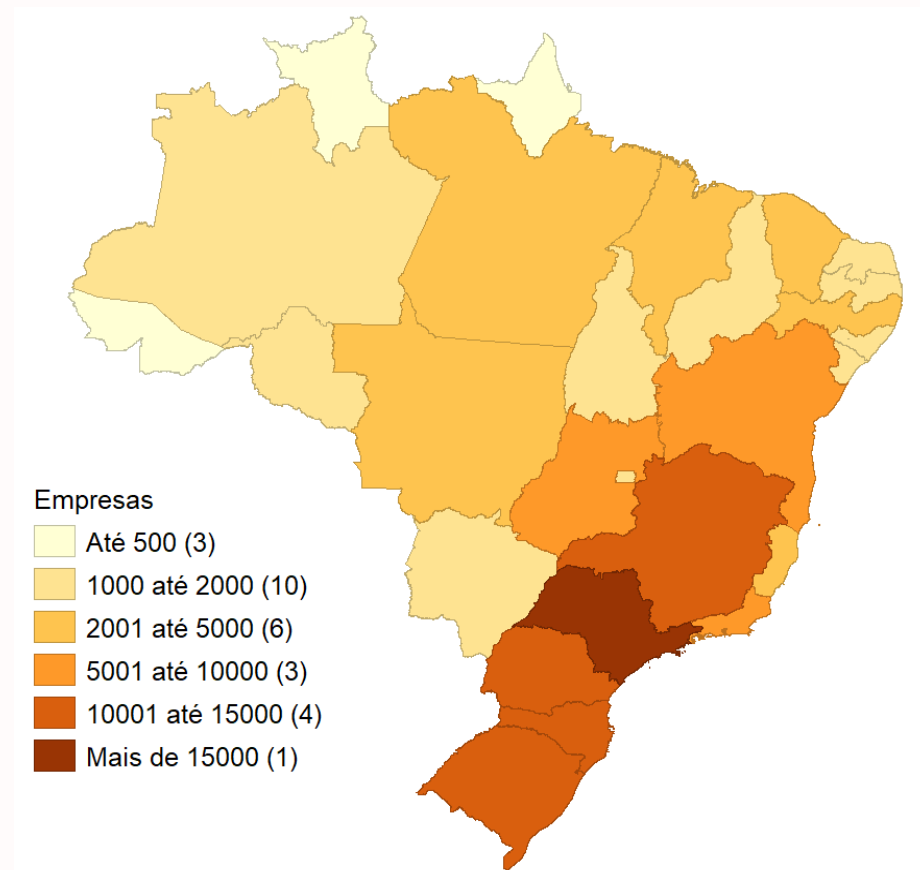 Empresas
Até 500 (3)
1000 até 2000 (10)
2001 até 5000 (6)
5001 até 10000 (3)
10001 até 15000 (4)
Mais de 15000 (1)